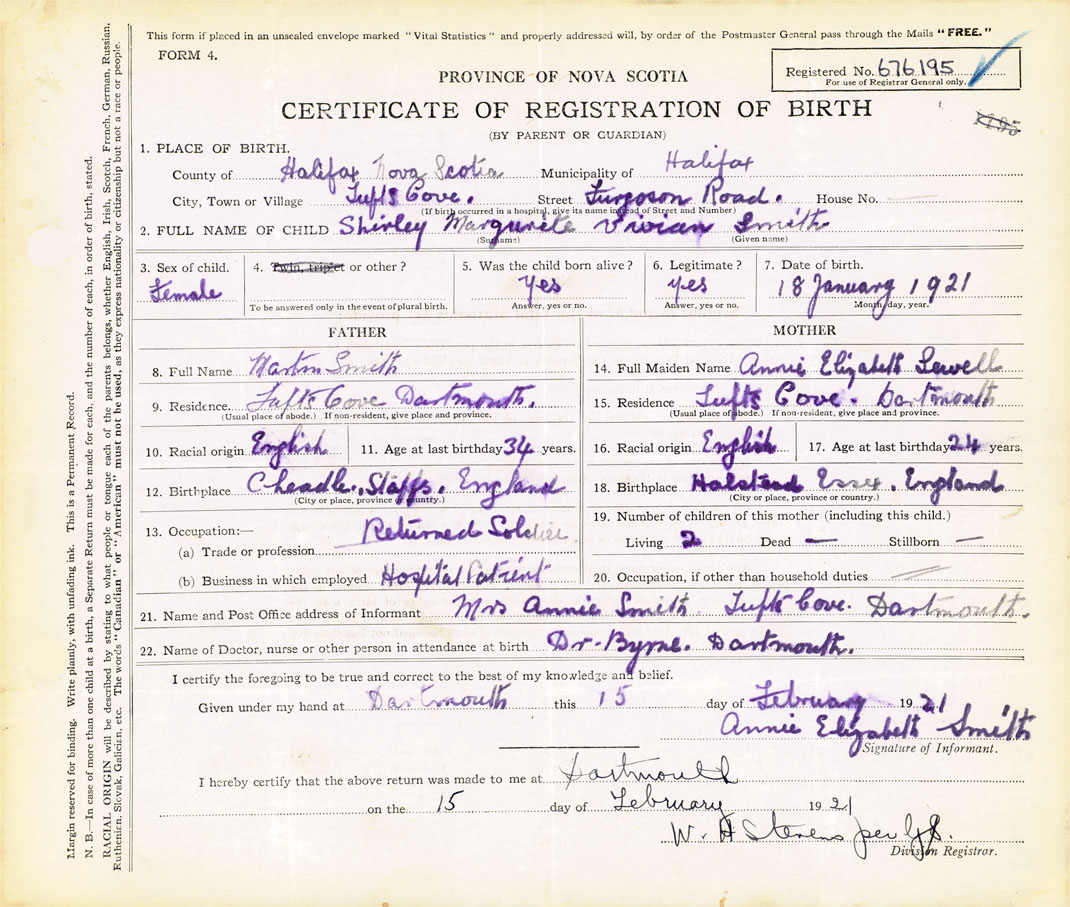 This form if placed in an unsealed envelope marked "Vital Statistics" and properly addressed will, by order of the Postmaster General pass through the Mails "FREE."
FORM 4.
Registered No. 676195
For use of Registrar General only.
PROVINCE OF NOVA SCOTIA
CERTIFICATE OF REGISTRATION OF BIRTH
(BY PARENT OR GUARDIAN)
1. PLACE OF BIRTH.
County of Halifax Nova Scotia Municipality of Halifax
City, Town or Village Tufts Cove. Street Furgoson Road. House No.
(If birth occurred in a hospital, give its name instead of Street and Number)
2. FULL NAME OF CHILD Shirley Margurete Vivian Smith
(Surname) (Given name)
3. Sex of child. Female
4. Twin, triplet or other?
To be answered only in the event of plural birth.
5. Was the child born alive? Yes
Answer, yes or no.
6. Legitimate? yes
Answer, yes or no.
7. Date of birth. 18 January 1921
Month, day, year.
FATHER
8. Full Name Martin Smith
9. Residence. Tufts Cove Dartmouth.
(Usual place of abode.) If non-resident, give place and province.
10. Racial origin English 11. Age at last birthday 34 years.
12. Birthplace Cheadle. Staffs. England
(City or place, province or country.)
13. Occupation:— Returned Soldier.
(a) Trade or profession
(b) Business in which employed Hospital Patient
MOTHER
14. Full Maiden Name Annie Elizabeth Sewell
15. Residence Tufts Cove. Dartmouth
(Usual place of abode.) If non-resident, give place and province.
16. Racial origin English 17. Age at last birthday 24 years.
18. Birthplace Halstead Essex. England
(City or place, province or country.)
19. Number of children of this mother (including this child.)
Living 2 Dead — Stillborn —
20. Occupation, if other than household duties
21. Name and Post Office address of Informant Mrs Annie Smith Tufts Cove. Dartmouth.
22. Name of Doctor, nurse or other person in attendance at birth Dr. Byrne. Dartmouth.
I certify the foregoing to be true and correct to the best of my knowledge and belief.
Given under my hand at Dartmouth this 15 day of February 1921
Annie Elizabeth Smith
Signature of Informant.
I hereby certify that the above return was made to me at Dartmouth
on the 15 day of February 1921
W. H Stevens per
Division Registrar.
Margin reserved for binding. Write plainly, with unfading ink. This is a Permanent Record.
N. B.—In case of more than one child at a birth, a Separate Return must be made for each, and the number of each, in order of birth, stated.
RACIAL ORIGIN will be described by stating to what people or tongue each of the parents belongs, whether English, Irish, Scotch, French, German, Russian,
Ruthenian, Slovak, Galician, etc. The words "Canadian" or "American" must not be used, as they express nationality or citizenship but not a race or people.